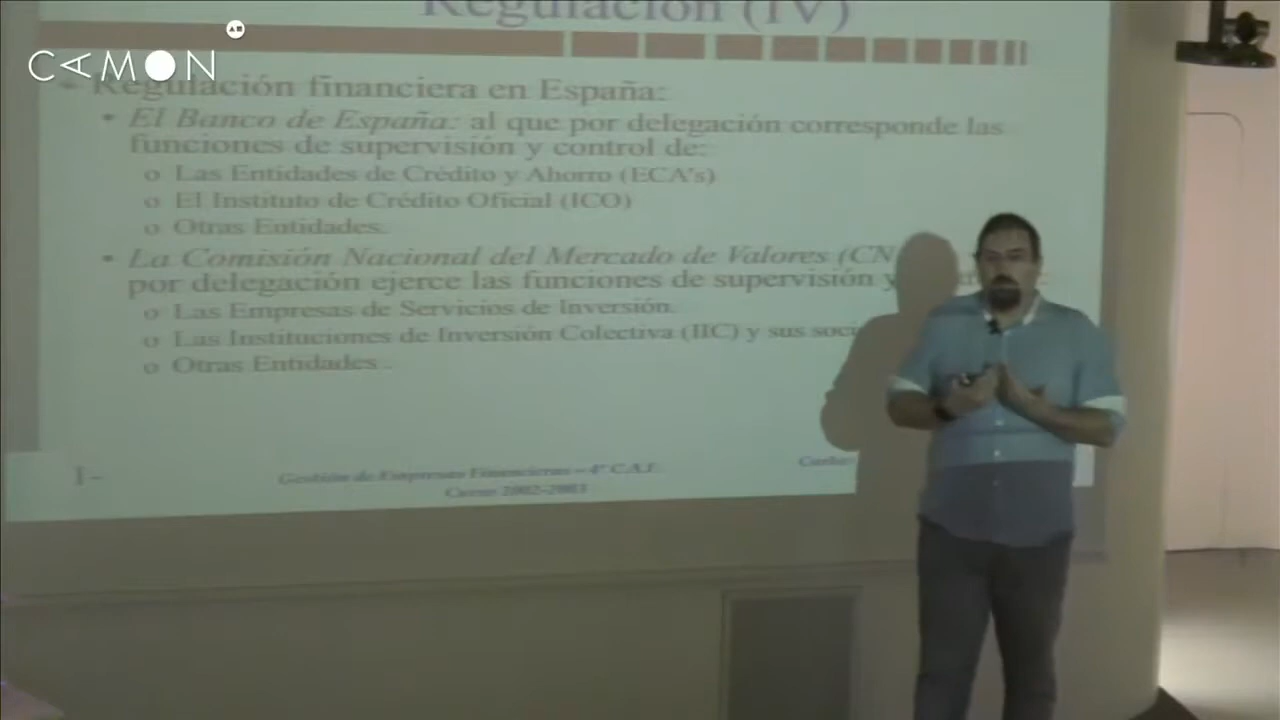 Regulación (IV)
CAMON
Regulación financiera en España:
• El Banco de España: al que por delegación corresponde las
funciones de supervisión y control de:
o Las Entidades de Crédito y Ahorro (ECA's)
o El Instituto de Crédito Oficial (ICO)
o Otras Entidades.
• La Comisión Nacional del Mercado de Valores (CN
por delegación ejerce las funciones de supervisión y
o Las Empresas de Servicios de Inversión.
o Las Instituciones de Inversión Colectiva (IIC) y sus soci
o Otras Entidades .
I-
Gestión de Empresas Financieras – 4º C.A.F.
Curso 2002-2003